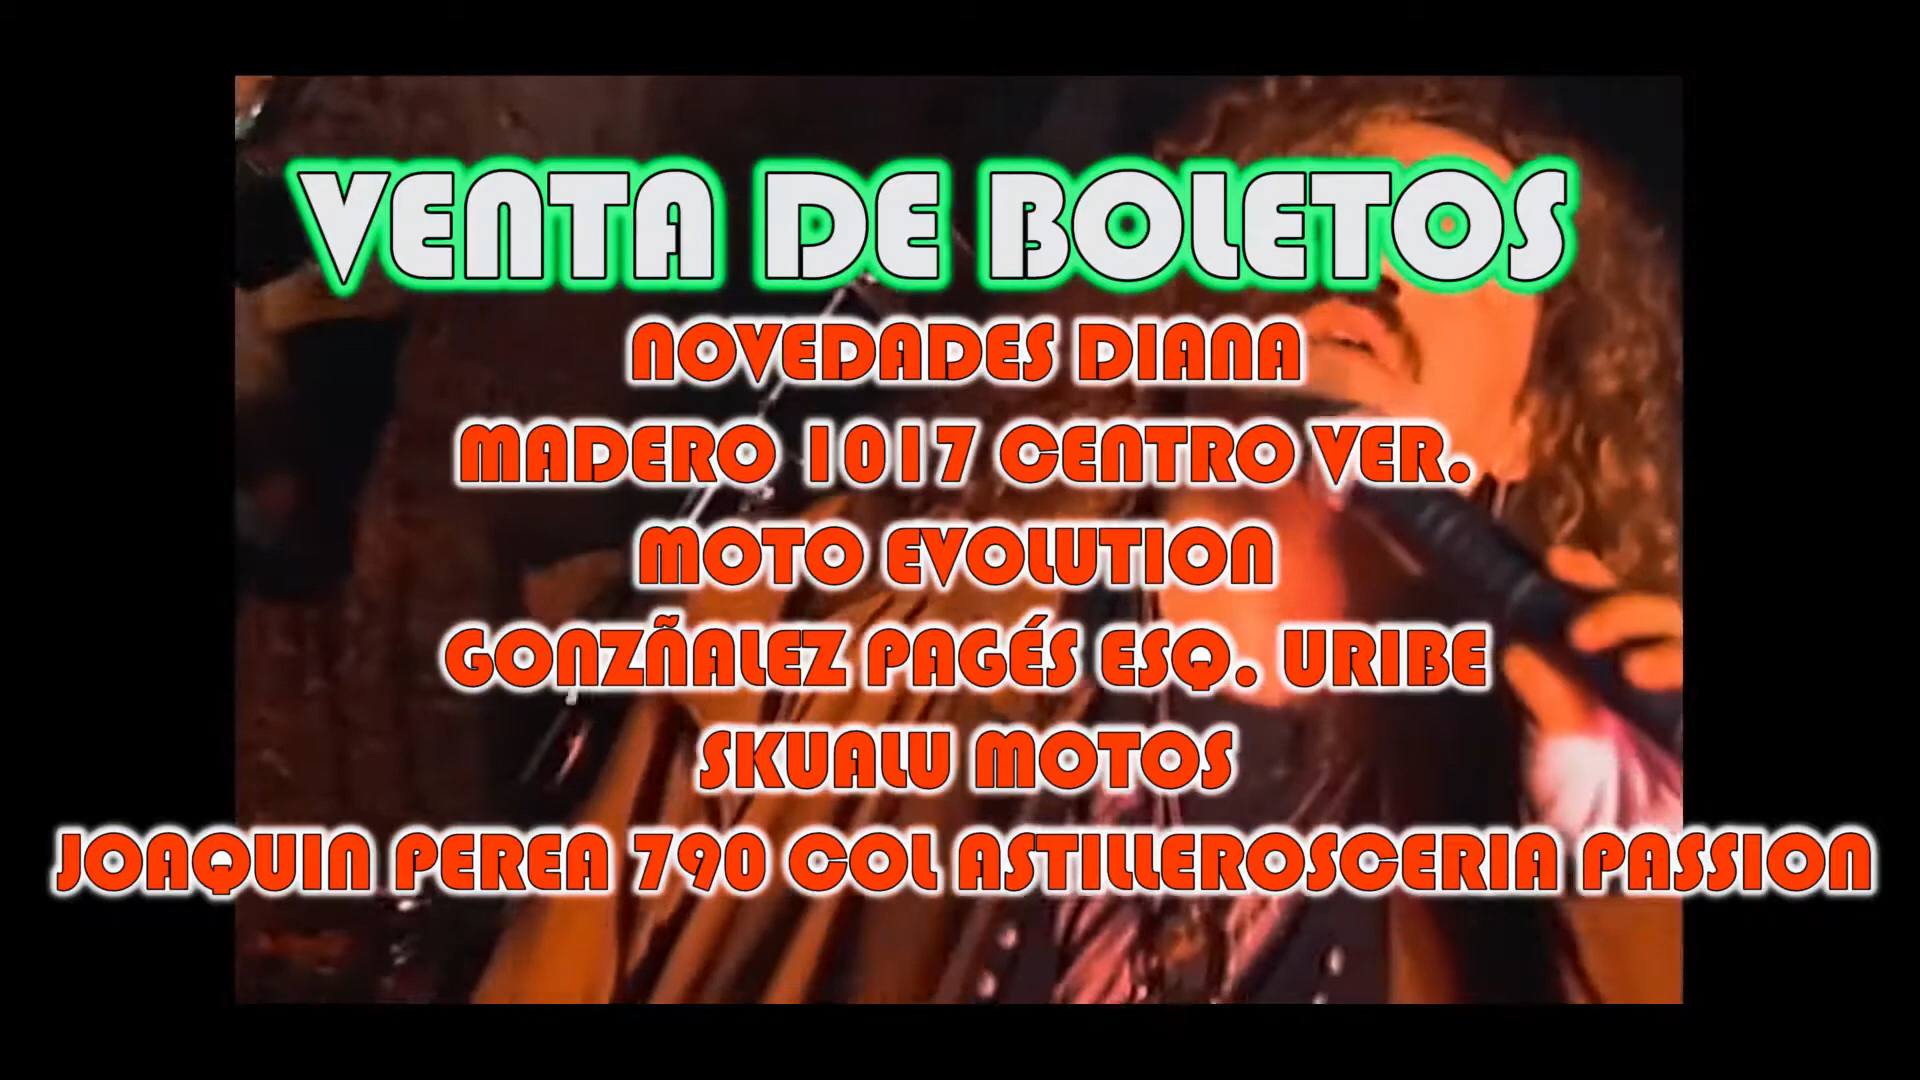 VENTA DE BOLETOS
NOVEDADES DIANA
MADERO 1017 CENTRO VER.
MOTO EVOLUTION
GONZÑALEZ PAGÉS ESQ. URIBE
SKUALU MOTOS
JOAQUIN PEREA 790 COL ASTILLEROSCERIA PASSION